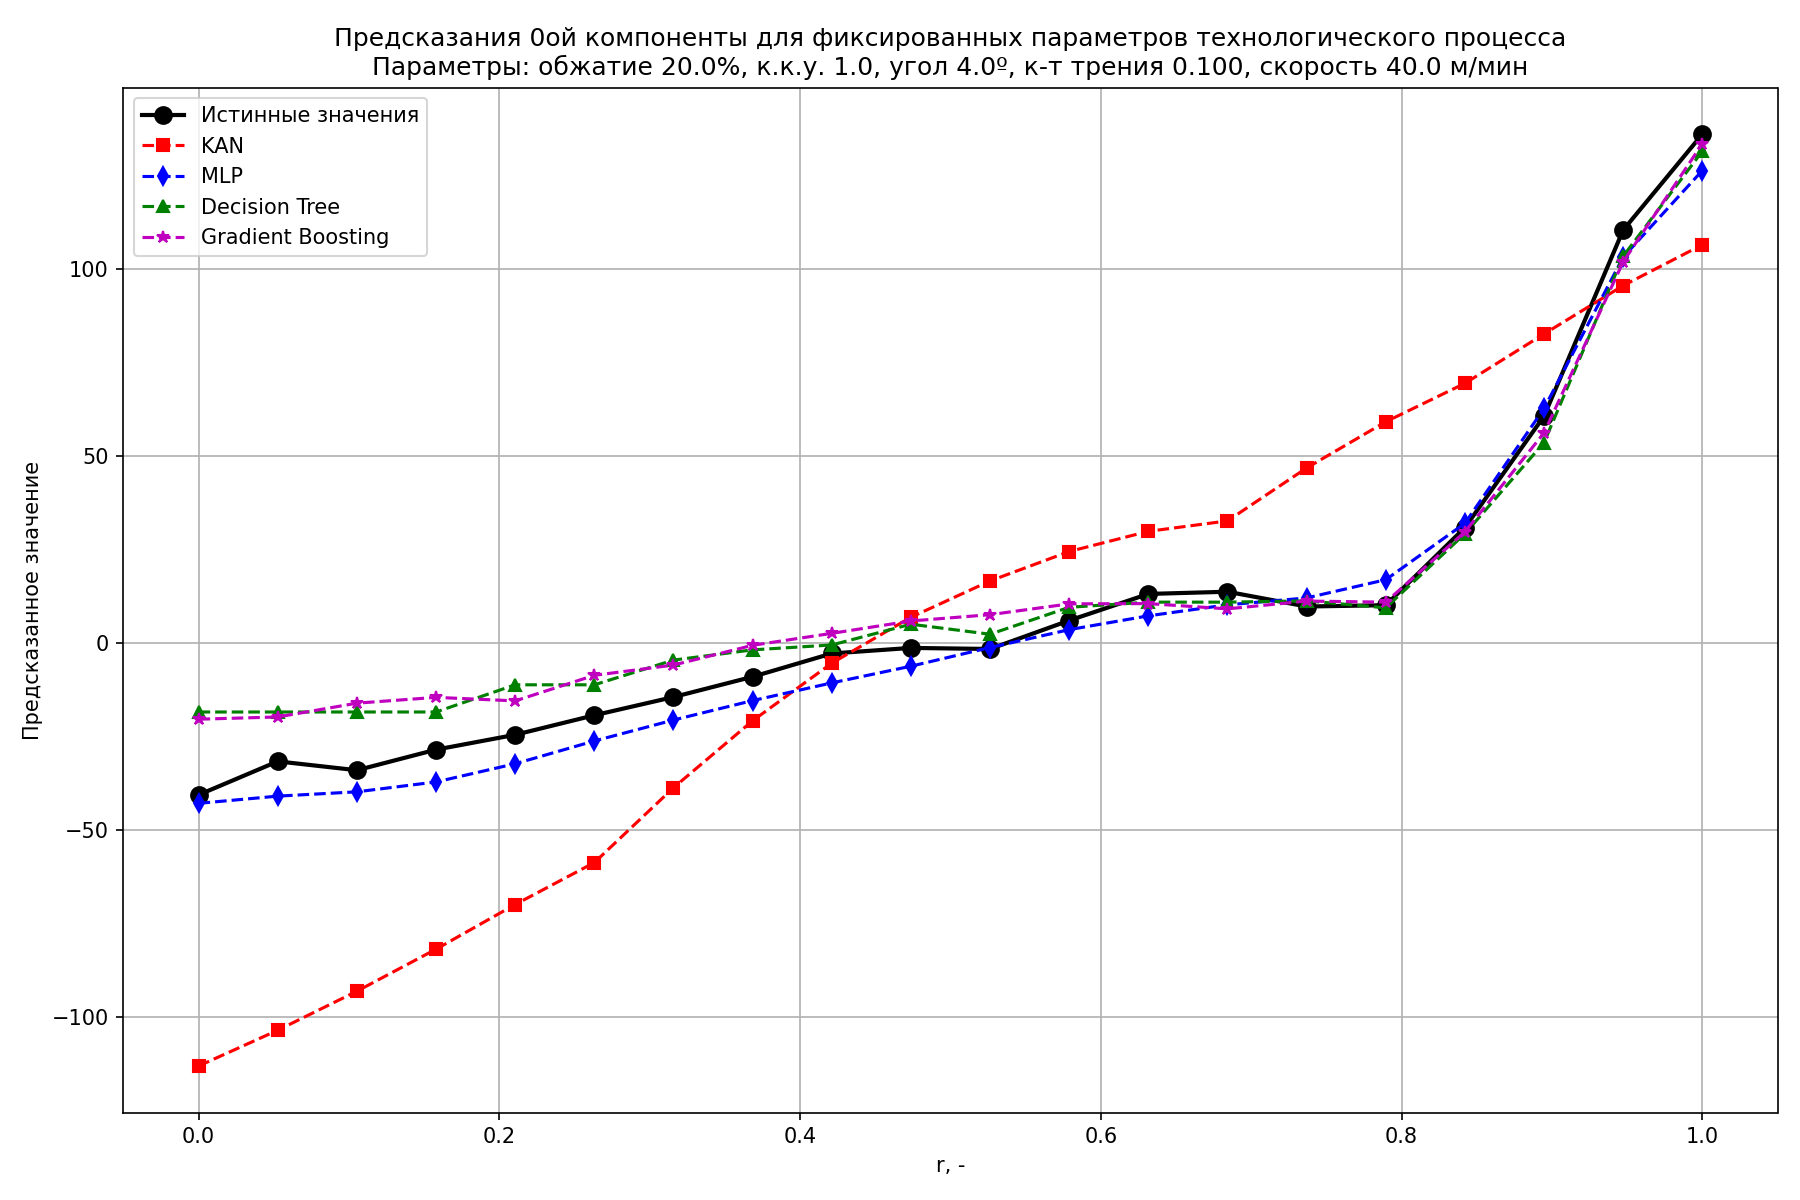 Предсказания 0ой компоненты для фиксированных параметров технологического процесса
Параметры: обжатие 20.0%, к.к.у. 1.0, угол 4.0º, к-т трения 0.100, скорость 40.0 м/мин
Истинные значения
KAN
MLP
Decision Tree
Gradient Boosting
Предсказанное значение
100
50
0
−50
−100
0.0 0.2 0.4 0.6 0.8 1.0
r, -